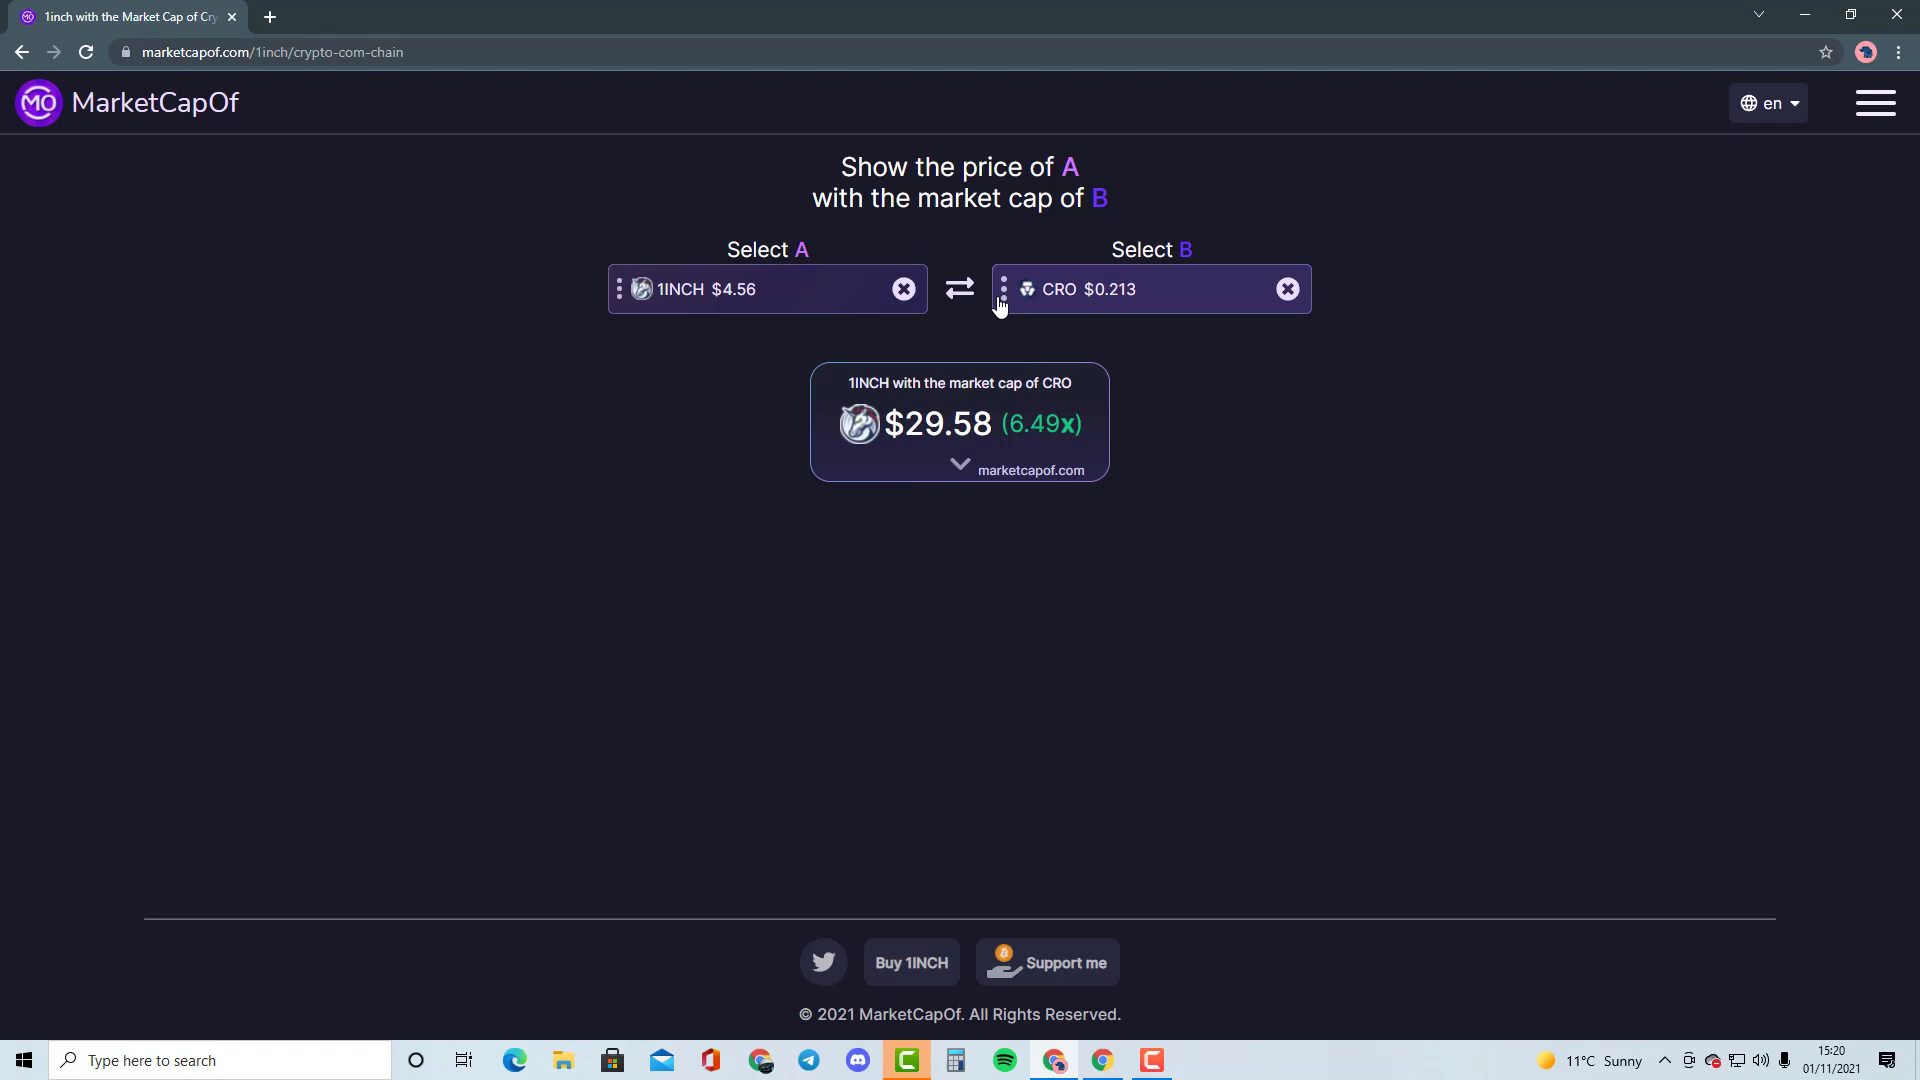 1inch with the Market Cap of Cry
marketcapof.com/1inch/crypto-com-chain
MO MarketCapOf
en
Show the price of A
with the market cap of B
Select A
Select B
1INCH $4.56
CRO $0.213
1INCH with the market cap of CRO
$29.58 (6.49x)
marketcapof.com
Buy 1INCH
Support me
© 2021 MarketCapOf. All Rights Reserved.
Type here to search
11°C Sunny
15:20
01/11/2021